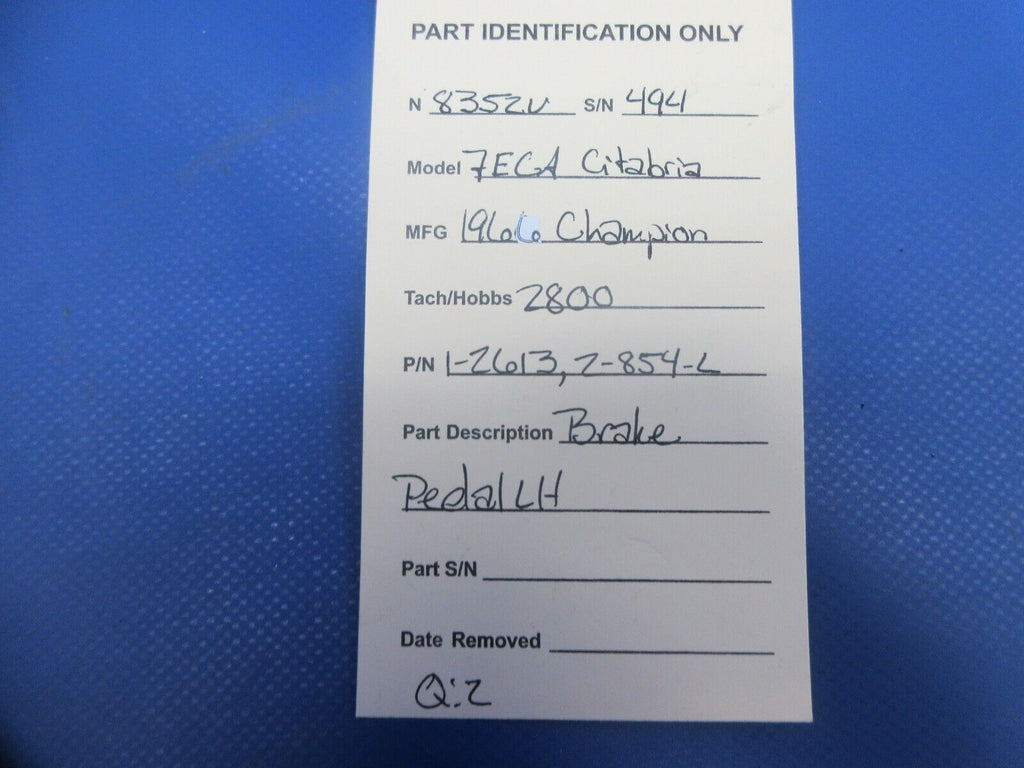 PART IDENTIFICATION ONLY
N 8352V S/N 494
Model 7ECA Citabria
MFG 1966 Champion
Tach/Hobbs 2800
P/N 1-2613, 2-854-L
Part Description Brake
Pedal LH
Part S/N
Date Removed
Q:2